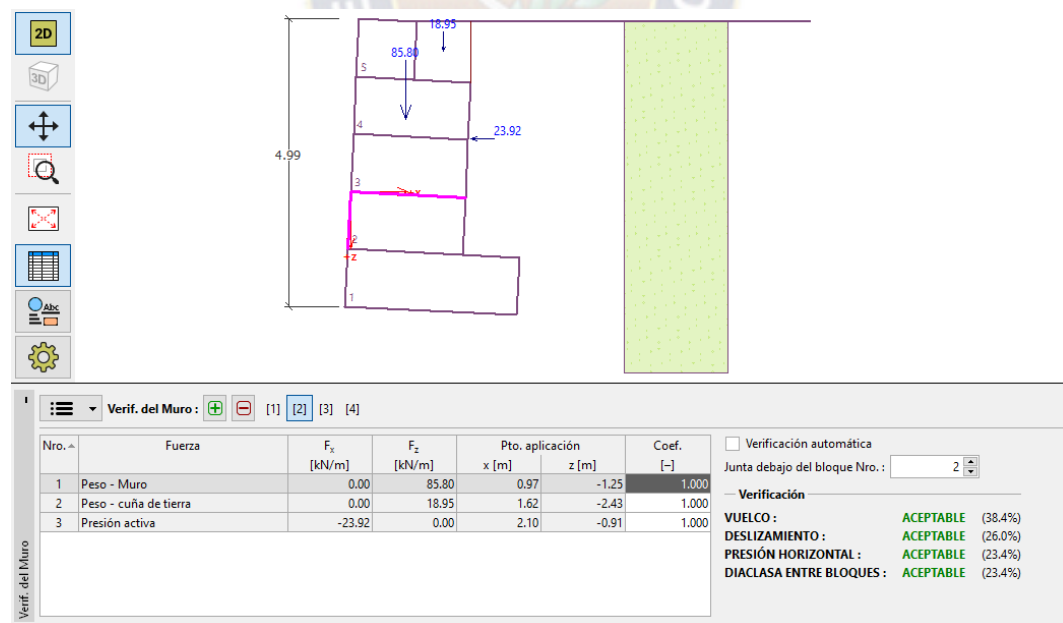 2D
3D
18.95
85.80
23.92
4.99
5
4
3
2
1
+x
+z
Abc
Verif. del Muro : [1] [2] [3] [4]
Nro. Fuerza Fx Fz Pto. aplicación Coef.
[kN/m] [kN/m] x [m] z [m] [–]
1 Peso - Muro 0.00 85.80 0.97 -1.25 1.000
2 Peso - cuña de tierra 0.00 18.95 1.62 -2.43 1.000
3 Presión activa -23.92 0.00 2.10 -0.91 1.000
Verificación automática
Junta debajo del bloque Nro. : 2
Verificación
VUELCO : ACEPTABLE (38.4%)
DESLIZAMIENTO : ACEPTABLE (26.0%)
PRESIÓN HORIZONTAL : ACEPTABLE (23.4%)
DIACLASA ENTRE BLOQUES : ACEPTABLE (23.4%)
Verif. del Muro